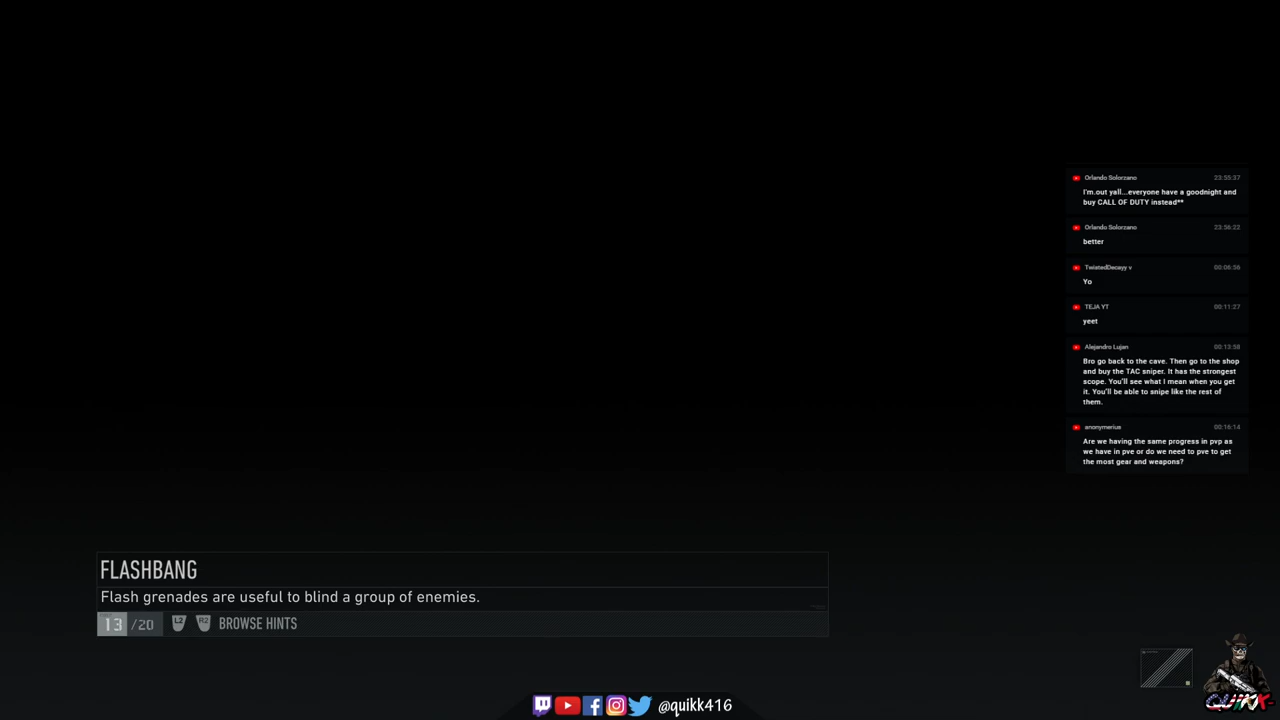 Orlando Solorzano 23:55:37
I'm.out yall...everyone have a goodnight and
buy CALL OF DUTY instead**
Orlando Solorzano 23:56:22
better
TwistedDecayy v 00:06:56
Yo
TEJA YT 00:11:27
yeet
Alejandro Lujan 00:13:58
Bro go back to the cave. Then go to the shop
and buy the TAC sniper. It has the strongest
scope. You'll see what I mean when you get
it. You'll be able to snipe like the rest of
them.
anonymerius 00:16:14
Are we having the same progress in pvp as
we have in pve or do we need to pve to get
the most gear and weapons?
FLASHBANG
Flash grenades are useful to blind a group of enemies.
13 /20 L2 R2 BROWSE HINTS
QUIKK
@quikk416